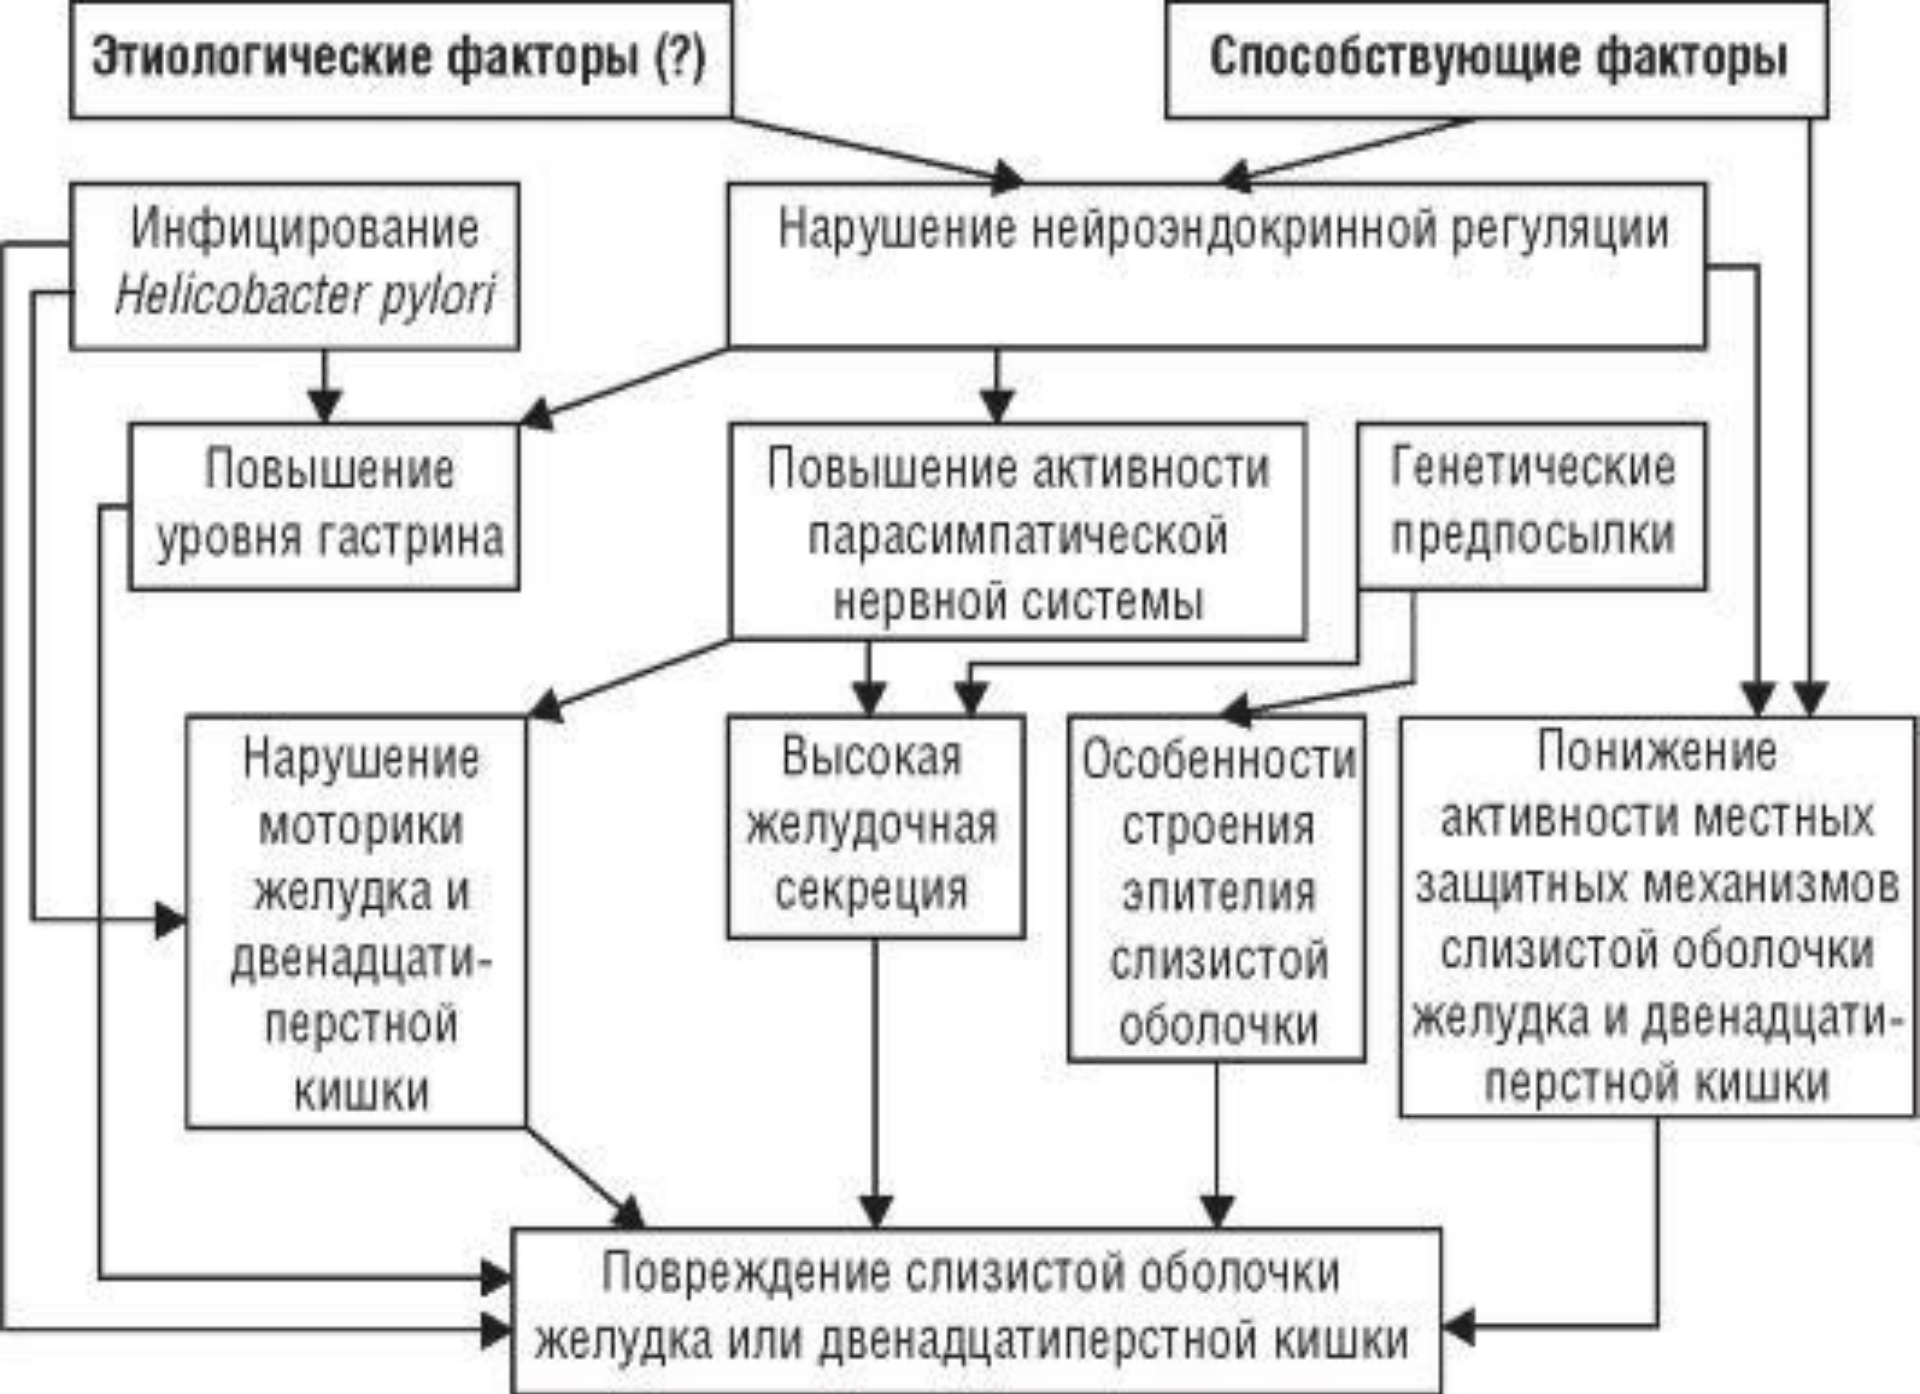 Этиологические факторы (?)
Способствующие факторы
Инфицирование
Helicobacter pylori
Нарушение нейроэндокринной регуляции
Повышение
уровня гастрина
Повышение активности
парасимпатической
нервной системы
Генетические
предпосылки
Нарушение
моторики
желудка и
двенадцати-
перстной
кишки
Высокая
желудочная
секреция
Особенности
строения
эпителия
слизистой
оболочки
Понижение
активности местных
защитных механизмов
слизистой оболочки
желудка и двенадцати-
перстной кишки
Повреждение слизистой оболочки
желудка или двенадцатиперстной кишки